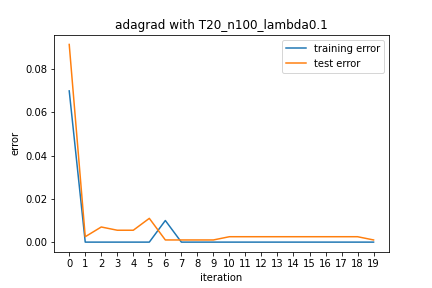 adagrad with T20_n100_lambda0.1
training error
test error
error
0.08
0.06
0.04
0.02
0.00
0 1 2 3 4 5 6 7 8 9 10 11 12 13 14 15 16 17 18 19
iteration